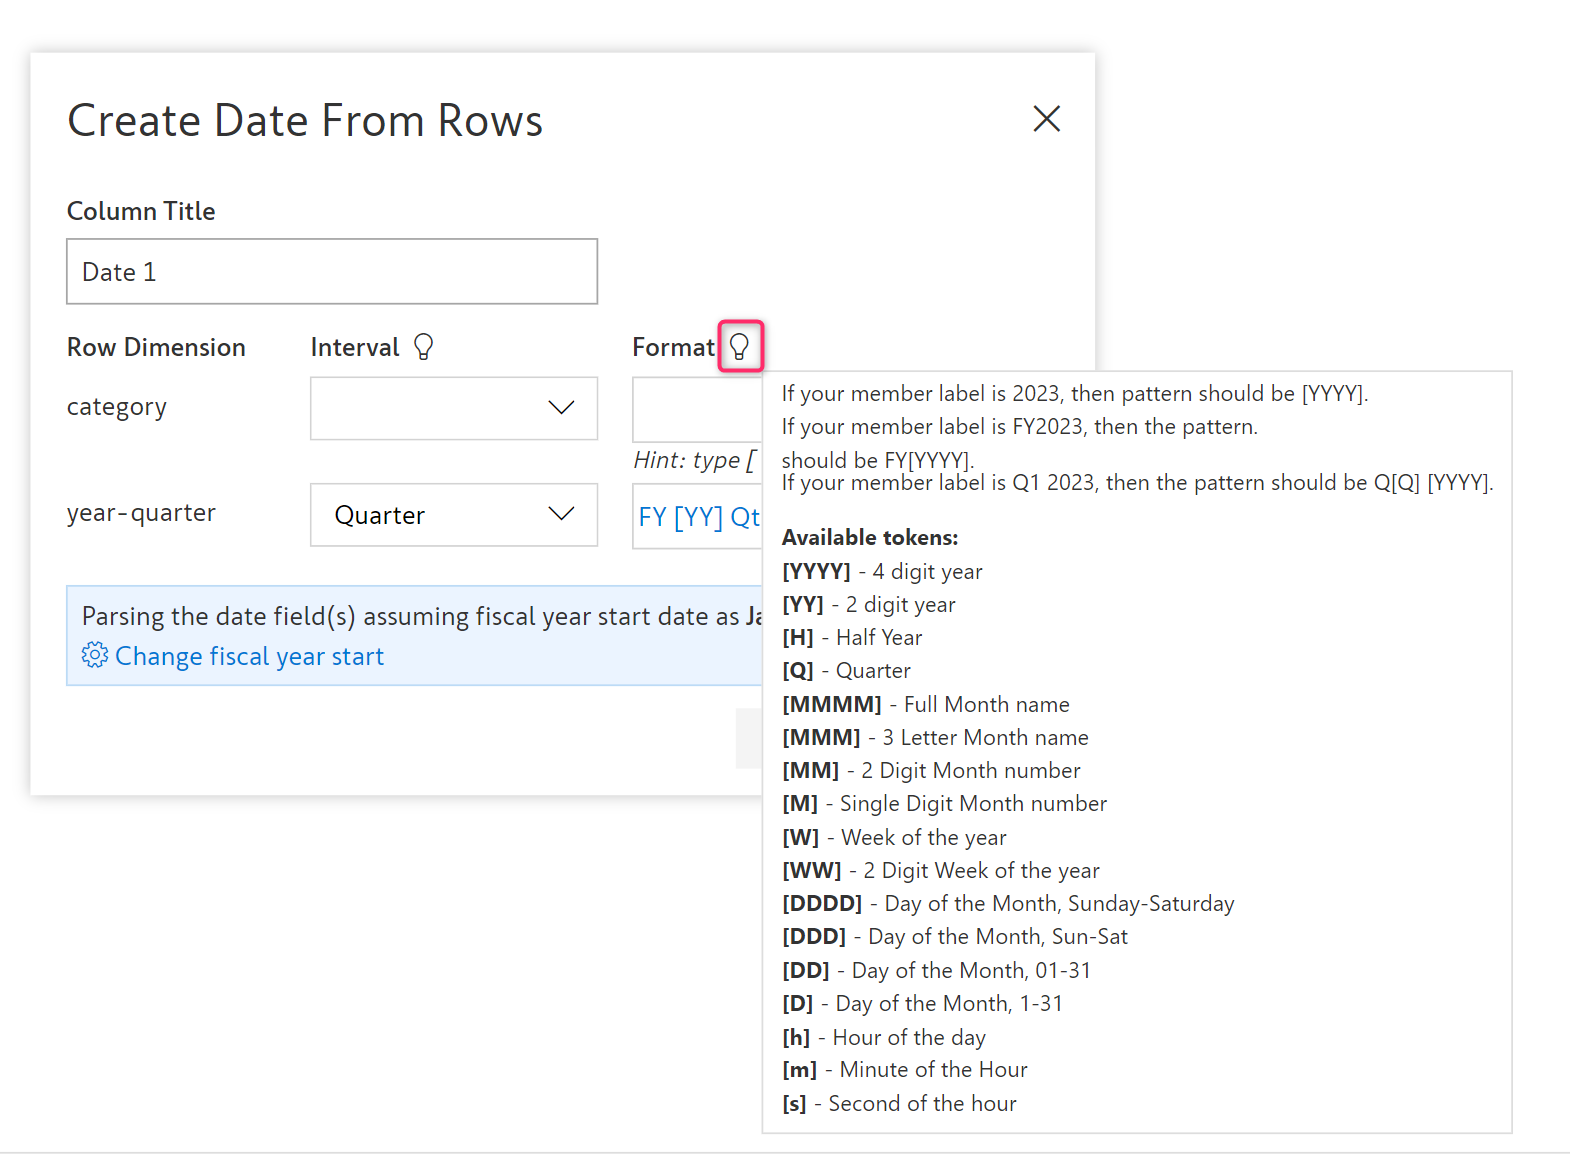 Create Date From Rows
Column Title
Date 1
Row Dimension
Interval
Format
category
Hint: type [
year-quarter
Quarter
FY [YY] Qt
Parsing the date field(s) assuming fiscal year start date as Ja
Change fiscal year start
If your member label is 2023, then pattern should be [YYYY].
If your member label is FY2023, then the pattern.
should be FY[YYYY].
If your member label is Q1 2023, then the pattern should be Q[Q] [YYYY].
Available tokens:
[YYYY] - 4 digit year
[YY] - 2 digit year
[H] - Half Year
[Q] - Quarter
[MMMM] - Full Month name
[MMM] - 3 Letter Month name
[MM] - 2 Digit Month number
[M] - Single Digit Month number
[W] - Week of the year
[WW] - 2 Digit Week of the year
[DDDD] - Day of the Month, Sunday-Saturday
[DDD] - Day of the Month, Sun-Sat
[DD] - Day of the Month, 01-31
[D] - Day of the Month, 1-31
[h] - Hour of the day
[m] - Minute of the Hour
[s] - Second of the hour